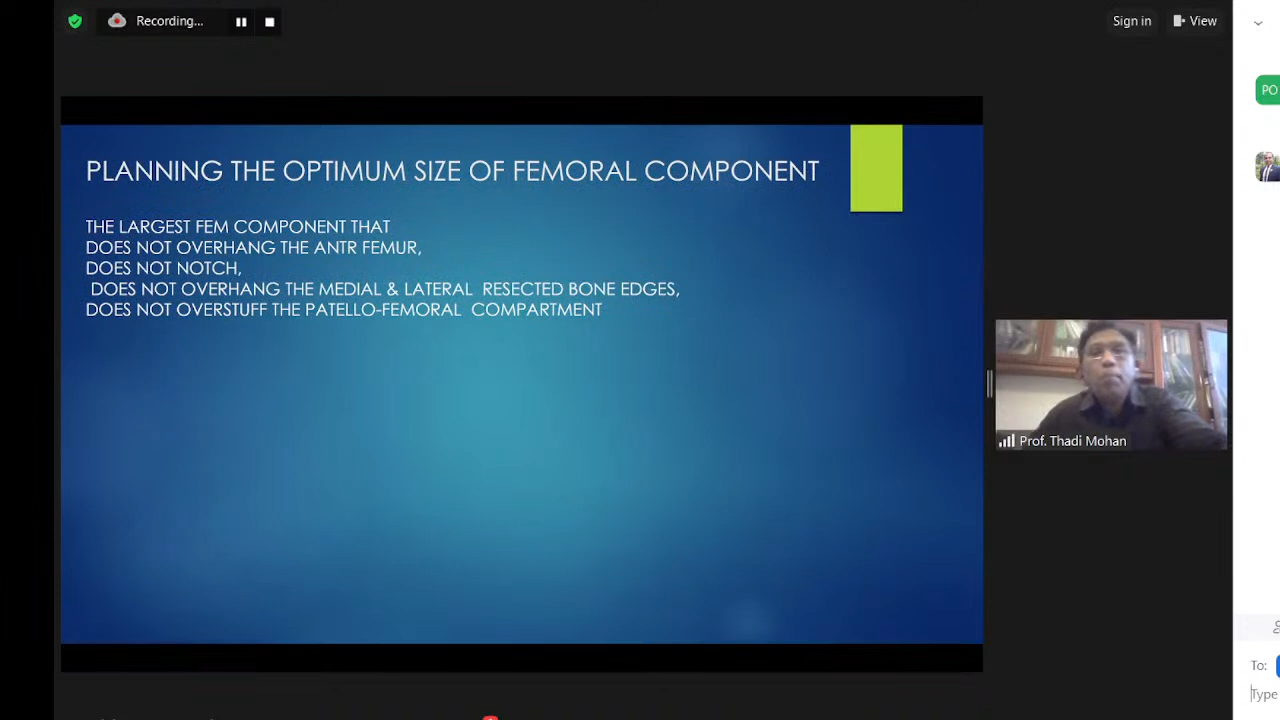 Recording...
Sign in
View
PO
PLANNING THE OPTIMUM SIZE OF FEMORAL COMPONENT
THE LARGEST FEM COMPONENT THAT
DOES NOT OVERHANG THE ANTR FEMUR,
DOES NOT NOTCH,
DOES NOT OVERHANG THE MEDIAL & LATERAL RESECTED BONE EDGES,
DOES NOT OVERSTUFF THE PATELLO-FEMORAL COMPARTMENT
Prof. Thadi Mohan
To:
Type